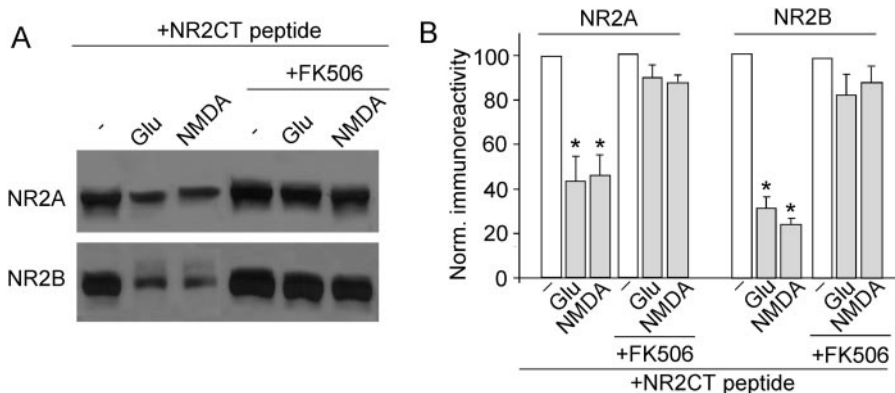 A
+NR2CT peptide
+FK506
- Glu NMDA - Glu NMDA
NR2A
NR2B
B
NR2A NR2B
Norm. immunoreactivity
100
80
60
40
20
0
* * * *
– Glu NMDA – Glu NMDA – Glu NMDA – Glu NMDA
+FK506 +FK506
+NR2CT peptide